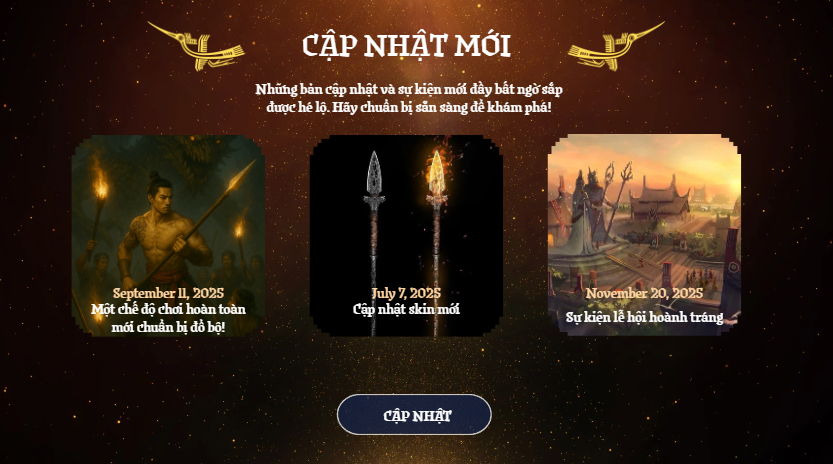 CẬP NHẬT MỚI
Những bản cập nhật và sự kiện mới đầy bất ngờ sắp
được hé lộ. Hãy chuẩn bị sẵn sàng để khám phá!
September 11, 2025
Một chế độ chơi hoàn toàn
mới chuẩn bị đổ bộ!
July 7, 2025
Cập nhật skin mới
November 20, 2025
Sự kiện lễ hội hoành tráng
CẬP NHẬT